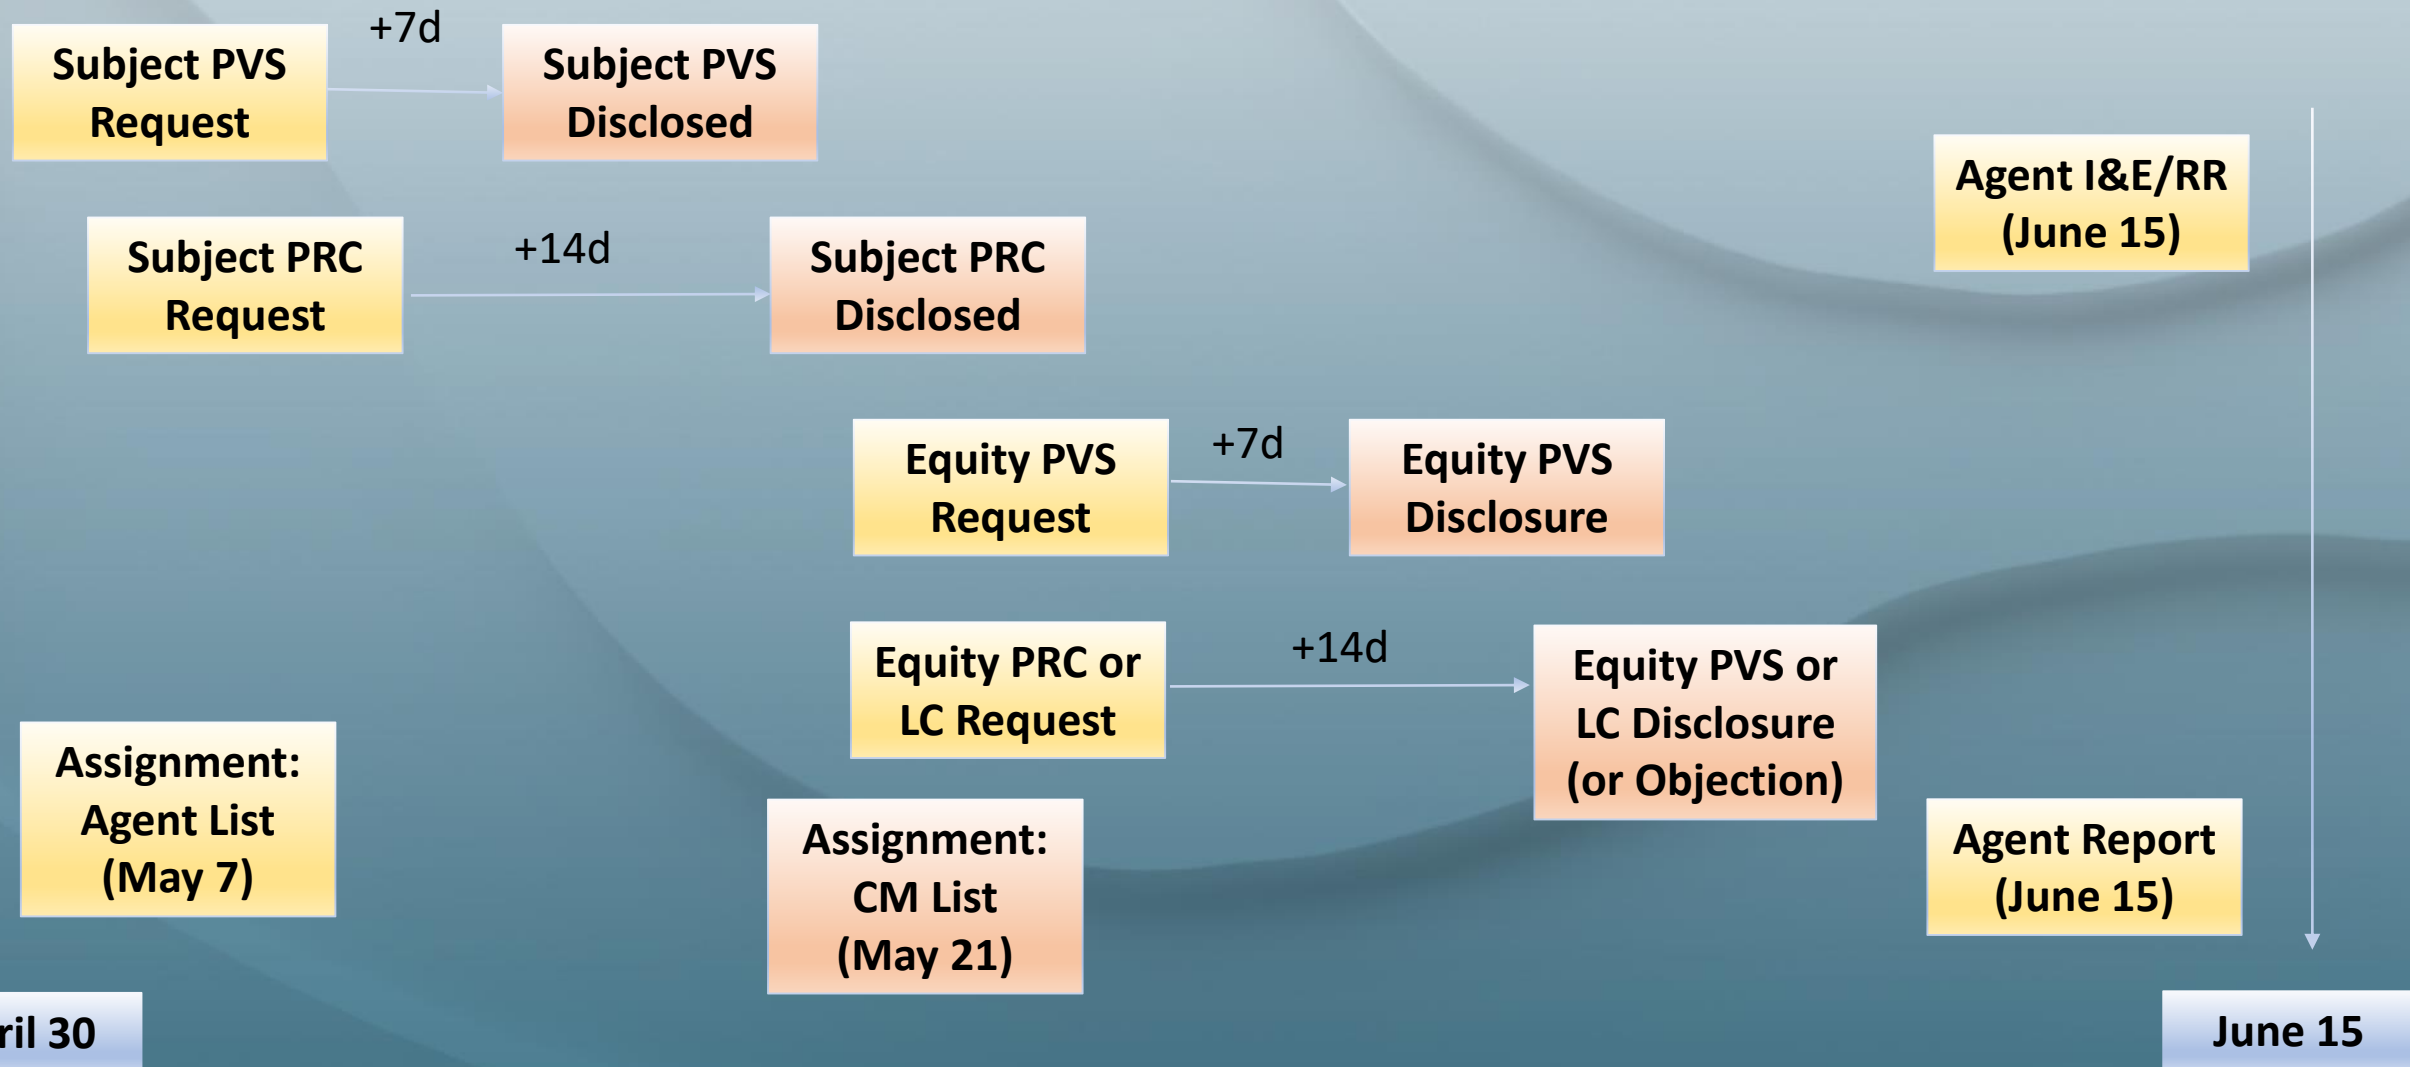 +7d
Subject PVS
Request
Subject PVS
Disclosed
Agent I&E/RR
(June 15)
Subject PRC
Request
+14d
Subject PRC
Disclosed
Equity PVS
Request
+7d
Equity PVS
Disclosure
Equity PRC or
LC Request
+14d
Equity PVS or
LC Disclosure
(or Objection)
Assignment:
Agent List
(May 7)
Assignment:
CM List
(May 21)
Agent Report
(June 15)
ril 30
June 15